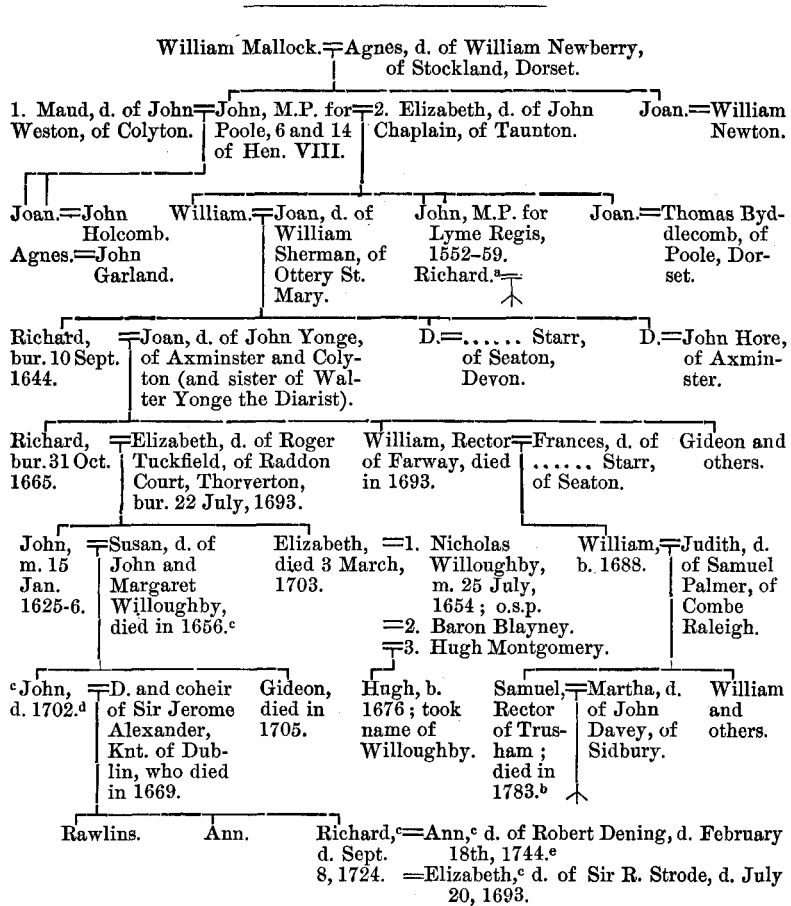 William Mallock.=Agnes, d. of William Newberry,
of Stockland, Dorset.
1. Maud, d. of John=John, M.P. for=2. Elizabeth, d. of John Joan.=William
Weston, of Colyton. Poole, 6 and 14 Chaplain, of Taunton. Newton.
of Hen. VIII.
Joan.=John William.=Joan, d. of John, M.P. for Joan.=Thomas Byd-
Holcomb. William Lyme Regis, dlecomb, of
Agnes.=John Sherman, of 1552–59. Poole, Dor-
Garland. Ottery St. Richard.ª= set.
Mary.
Richard, =Joan, d. of John Yonge, D.=...... Starr, D.=John Hore,
bur. 10 Sept. of Axminster and Coly- of Seaton, of Axmin-
1644. ton (and sister of Wal- Devon. ster.
ter Yonge the Diarist).
Richard, =Elizabeth, d. of Roger William, Rector=Frances, d. of Gideon and
bur. 31 Oct. Tuckfield, of Raddon of Farway, died ...... Starr, others.
1665. Court, Thorverton, in 1693. of Seaton.
bur. 22 July, 1693.
John, =Susan, d. of Elizabeth, =1. Nicholas William,=Judith, d.
m. 15 John and died 3 March, Willoughby, b. 1688. of Samuel
Jan. Margaret 1703. m. 25 July, Palmer, of
1625-6. Willoughby, 1654 ; o.s.p. Combe
died in 1656.ᶜ =2. Baron Blayney. Raleigh.
=3. Hugh Montgomery.
ᶜJohn, =D. and coheir Gideon, Hugh, b. Samuel,=Martha, d. William
d. 1702.ᵈ of Sir Jerome died in 1676 ; took Rector of John and
Alexander, 1705. name of of Trus- Davey, of others.
Knt. of Dub- Willoughby. ham ; Sidbury.
lin, who died died in
in 1669. 1783.ᵇ
Rawlins. Ann. Richard,ᶜ=Ann,ᶜ d. of Robert Dening, d. February
d. Sept. 18th, 1744.ᵉ
8, 1724. =Elizabeth,ᶜ d. of Sir R. Strode, d. July
20, 1693.